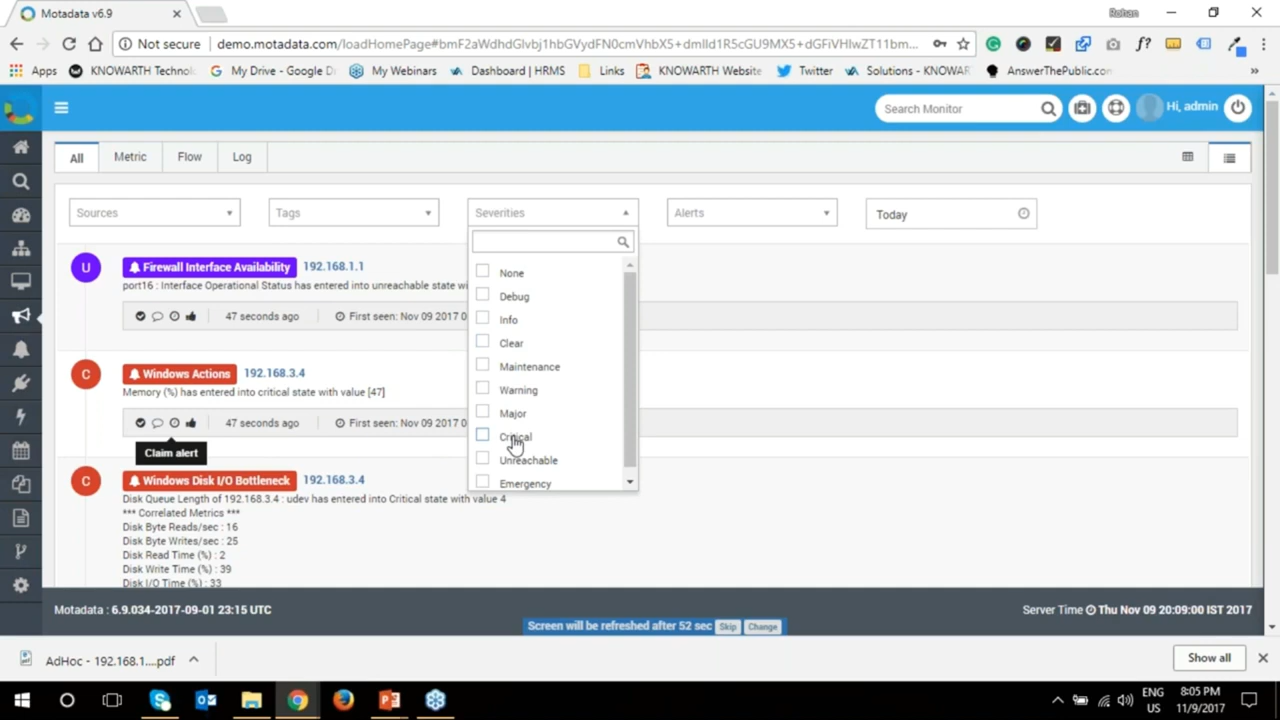 Motadata v6.9
Rohan
Not secure
demo.motadata.com/loadHomePage#bmF2aWdhdGlvbj1hbGVydFN0cmVhbX5+dmlld1R5cGU9MX5+dGFiVHlwZT11bm...
Apps
KNOWARTH Technol
My Drive - Google Dr
My Webinars
Dashboard | HRMS
Links
KNOWARTH Website
Twitter
Solutions - KNOWAR
AnswerThePublic.com
Search Monitor
Hi, admin
All
Metric
Flow
Log
Sources
Tags
Severities
Alerts
Today
U
Firewall Interface Availability
192.168.1.1
port16 : Interface Operational Status has entered into unreachable state wi
47 seconds ago
First seen: Nov 09 2017 0
None
Debug
Info
Clear
Maintenance
Warning
Major
Critical
Unreachable
Emergency
C
Windows Actions
192.168.3.4
Memory (%) has entered into critical state with value [47]
47 seconds ago
First seen: Nov 09 2017 0
Claim alert
C
Windows Disk I/O Bottleneck
192.168.3.4
Disk Queue Length of 192.168.3.4 : udev has entered into Critical state with value 4
*** Correlated Metrics ***
Disk Byte Reads/sec : 16
Disk Byte Writes/sec : 25
Disk Read Time (%) : 2
Disk Write Time (%) : 39
Disk I/O Time (%) : 33
Motadata : 6.9.034-2017-09-01 23:15 UTC
Server Time Thu Nov 09 20:09:00 IST 2017
Screen will be refreshed after 52 sec
Skip
Change
AdHoc - 192.168.1....pdf
Show all
ENG
US
8:05 PM
11/9/2017